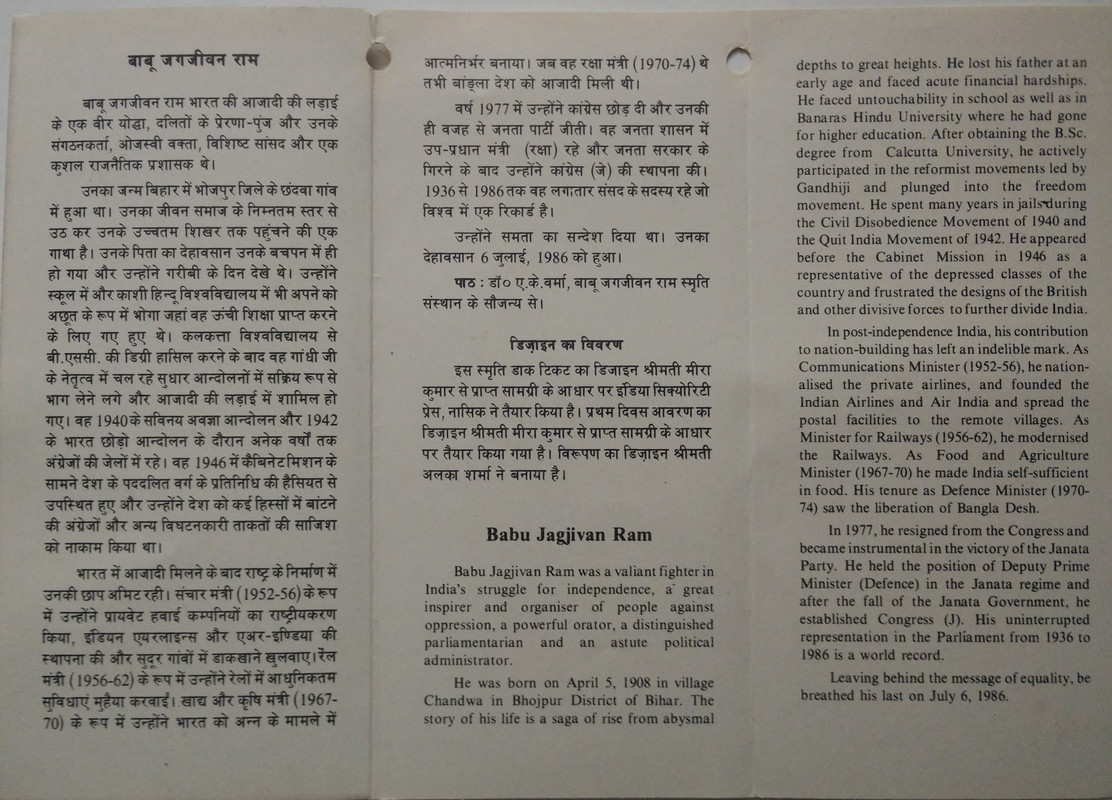 बाबू जगजीवन राम
बाबू जगजीवन राम भारत की आजादी की लड़ाई
के एक वीर योद्धा, दलितों के प्रेरणा-पुंज और उनके
संगठनकर्ता, ओजस्वी वक्ता, विशिष्ट सांसद और एक
कुशल राजनैतिक प्रशासक थे।
उनका जन्म बिहार में भोजपुर जिले के छंदवा गांव
में हुआ था। उनका जीवन समाज के निम्नतम स्तर से
उठ कर उनके उच्चतम शिखर तक पहुंचने की एक
गाथा है। उनके पिता का देहावसान उनके बचपन में ही
हो गया और उन्होंने गरीबी के दिन देखे थे। उन्होंने
स्कूल में और काशी हिन्दू विश्वविद्यालय में भी अपने को
अछूत के रूप में भोगा जहां वह ऊंची शिक्षा प्राप्त करने
के लिए गए हुए थे। कलकत्ता विश्वविद्यालय से
बी.एससी. की डिग्री हासिल करने के बाद वह गांधी जी
के नेतृत्व में चल रहे सुधार आन्दोलनों में सक्रिय रूप से
भाग लेने लगे और आजादी की लड़ाई में शामिल हो
गए। वह 1940 के सविनय अवज्ञा आन्दोलन और 1942
के भारत छोड़ो आन्दोलन के दौरान अनेक वर्षों तक
अंग्रेजों की जेलों में रहे। वह 1946 में कैबिनेट मिशन के
सामने देश के पददलित वर्ग के प्रतिनिधि की हैसियत से
उपस्थित हुए और उन्होंने देश को कई हिस्सों में बांटने
की अंग्रेजों और अन्य विघटनकारी ताकतों की साजिश
को नाकाम किया था।
भारत में आजादी मिलने के बाद राष्ट्र के निर्माण में
उनकी छाप अमिट रही। संचार मंत्री (1952-56) के रूप
में उन्होंने प्रायवेट हवाई कम्पनियों का राष्ट्रीयकरण
किया, इंडियन एयरलाइन्स और एअर-इण्डिया की
स्थापना की और सुदूर गांवों में डाकखाने खुलवाए। रेल
मंत्री (1956-62) के रूप में उन्होंने रेलों में आधुनिकतम
सुविधाएं मुहैया करवाईं। खाद्य और कृषि मंत्री (1967-
70) के रूप में उन्होंने भारत को अन्न के मामले में
आत्मनिर्भर बनाया। जब वह रक्षा मंत्री (1970-74) थे
तभी बांङ्ला देश को आजादी मिली थी।
वर्ष 1977 में उन्होंने कांग्रेस छोड़ दी और उनकी
ही वजह से जनता पार्टी जीती। वह जनता शासन में
उप-प्रधान मंत्री (रक्षा) रहे और जनता सरकार के
गिरने के बाद उन्होंने कांग्रेस (जे) की स्थापना की।
1936 से 1986 तक वह लगातार संसद के सदस्य रहे जो
विश्व में एक रिकार्ड है।
उन्होंने समता का सन्देश दिया था। उनका
देहावसान 6 जुलाई, 1986 को हुआ।
पाठ : डॉ० ए.के.वर्मा, बाबू जगजीवन राम स्मृति
संस्थान के सौजन्य से।
डिज़ाइन का विवरण
इस स्मृति डाक टिकट का डिजाइन श्रीमती मीरा
कुमार से प्राप्त सामग्री के आधार पर इंडिया सिक्योरिटी
प्रेस, नासिक ने तैयार किया है। प्रथम दिवस आवरण का
डिज़ाइन श्रीमती मीरा कुमार से प्राप्त सामग्री के आधार
पर तैयार किया गया है। विरूपण का डिज़ाइन श्रीमती
अलका शर्मा ने बनाया है।
Babu Jagjivan Ram
Babu Jagjivan Ram was a valiant fighter in
India's struggle for independence, a great
inspirer and organiser of people against
oppression, a powerful orator, a distinguished
parliamentarian and an astute political
administrator.
He was born on April 5, 1908 in village
Chandwa in Bhojpur District of Bihar. The
story of his life is a saga of rise from abysmal
depths to great heights. He lost his father at an
early age and faced acute financial hardships.
He faced untouchability in school as well as in
Banaras Hindu University where he had gone
for higher education. After obtaining the B.Sc.
degree from Calcutta University, he actively
participated in the reformist movements led by
Gandhiji and plunged into the freedom
movement. He spent many years in jails during
the Civil Disobedience Movement of 1940 and
the Quit India Movement of 1942. He appeared
before the Cabinet Mission in 1946 as a
representative of the depressed classes of the
country and frustrated the designs of the British
and other divisive forces to further divide India.
In post-independence India, his contribution
to nation-building has left an indelible mark. As
Communications Minister (1952-56), he nation-
alised the private airlines, and founded the
Indian Airlines and Air India and spread the
postal facilities to the remote villages. As
Minister for Railways (1956-62), he modernised
the Railways. As Food and Agriculture
Minister (1967-70) he made India self-sufficient
in food. His tenure as Defence Minister (1970-
74) saw the liberation of Bangla Desh.
In 1977, he resigned from the Congress and
became instrumental in the victory of the Janata
Party. He held the position of Deputy Prime
Minister (Defence) in the Janata regime and
after the fall of the Janata Government, he
established Congress (J). His uninterrupted
representation in the Parliament from 1936 to
1986 is a world record.
Leaving behind the message of equality, be
breathed his last on July 6, 1986.